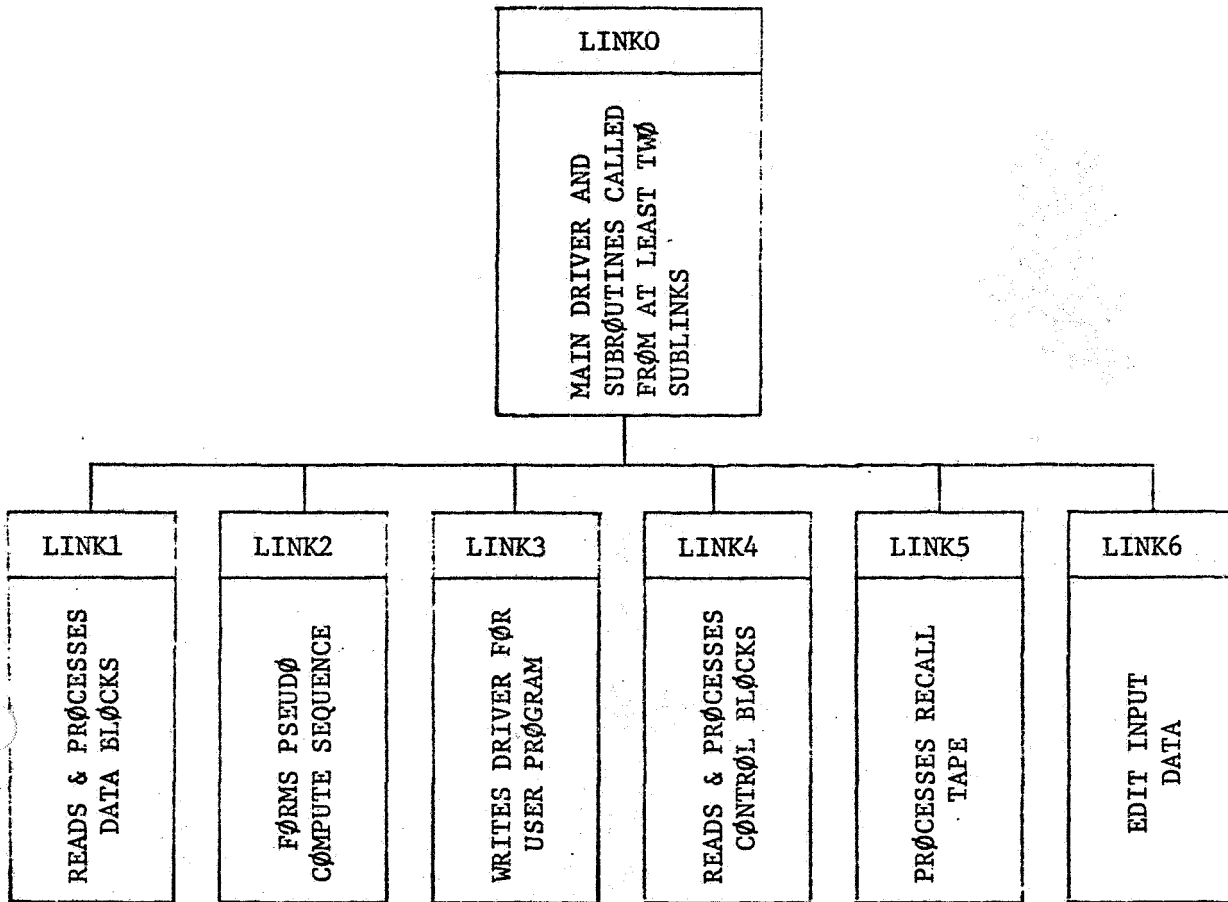 LINKO
MAIN DRIVER AND
SUBRØUTINES CALLED
FRØM AT LEAST TWØ
SUBLINKS
LINK1
READS & PRØCESSES
DATA BLØCKS
LINK2
FØRMS PSEUDØ
CØMPUTE SEQUENCE
LINK3
WRITES DRIVER FØR
USER PRØGRAM
LINK4
READS & PRØCESSES
CØNTRØL BLØCKS
LINK5
PRØCESSES RECALL
TAPE
LINK6
EDIT INPUT
DATA